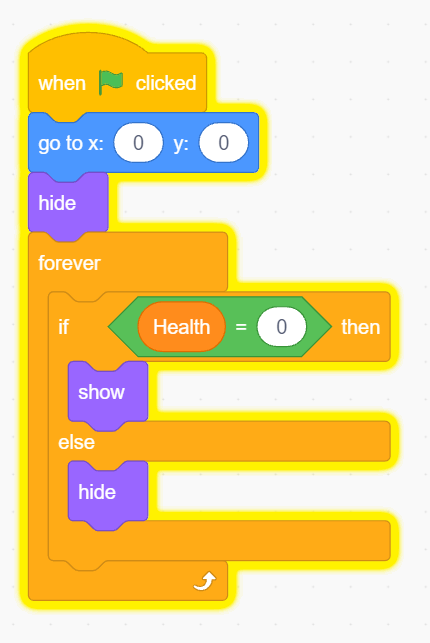 when clicked
go to x: 0 y: 0
hide
forever
if Health = 0 then
show
else
hide